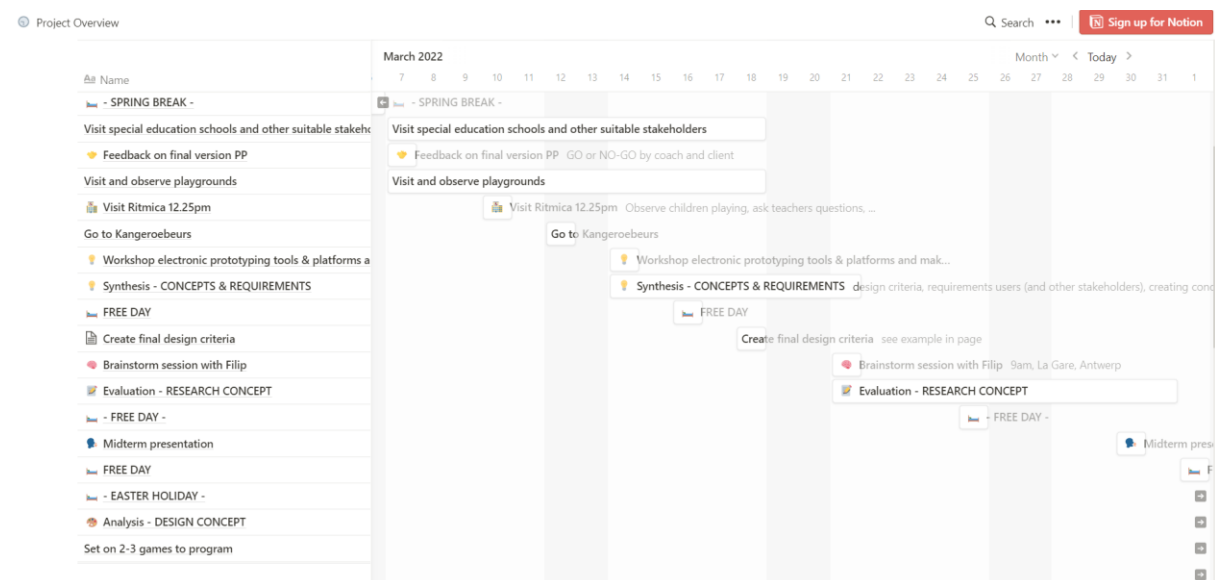 Project Overview
Search ••• Sign up for Notion
March 2022
Month Today
Aa Name
7 8 9 10 11 12 13 14 15 16 17 18 19 20 21 22 23 24 25 26 27 28 29 30 31 1
- SPRING BREAK - - SPRING BREAK -
Visit special education schools and other suitable stakeho Visit special education schools and other suitable stakeholders
Feedback on final version PP Feedback on final version PP GO or NO-GO by coach and client
Visit and observe playgrounds Visit and observe playgrounds
Visit Ritmica 12.25pm Visit Ritmica 12.25pm Observe children playing, ask teachers questions, ...
Go to Kangeroebeurs Go to Kangeroebeurs
Workshop electronic prototyping tools & platforms a Workshop electronic prototyping tools & platforms and mak...
Synthesis - CONCEPTS & REQUIREMENTS Synthesis - CONCEPTS & REQUIREMENTS design criteria, requirements users (and other stakeholders), creating conc
FREE DAY FREE DAY
Create final design criteria Create final design criteria see example in page
Brainstorm session with Filip Brainstorm session with Filip 9am, La Gare, Antwerp
Evaluation - RESEARCH CONCEPT Evaluation - RESEARCH CONCEPT
- FREE DAY - - FREE DAY -
Midterm presentation Midterm pres
FREE DAY F
- EASTER HOLIDAY -
Analysis - DESIGN CONCEPT
Set on 2-3 games to program